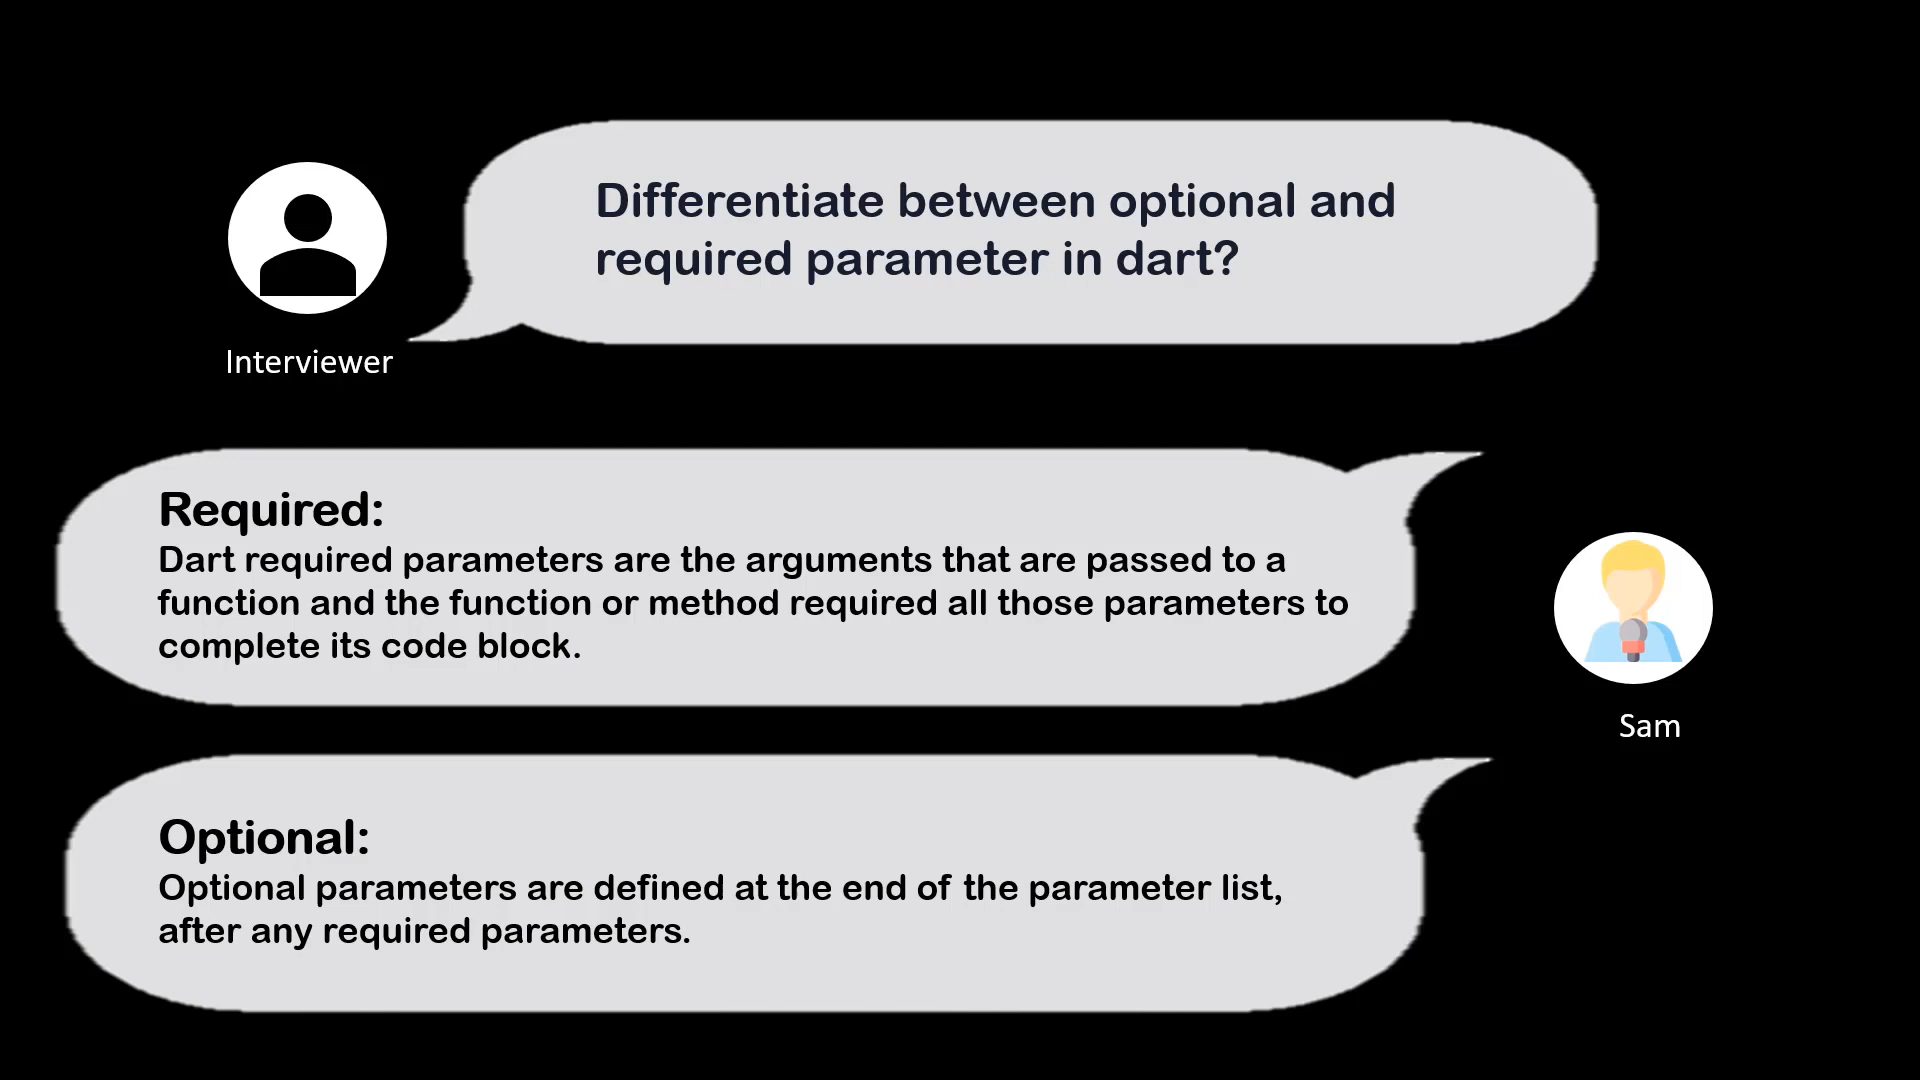 Differentiate between optional and
required parameter in dart?
Interviewer
Required:
Dart required parameters are the arguments that are passed to a
function and the function or method required all those parameters to
complete its code block.
Sam
Optional:
Optional parameters are defined at the end of the parameter list,
after any required parameters.